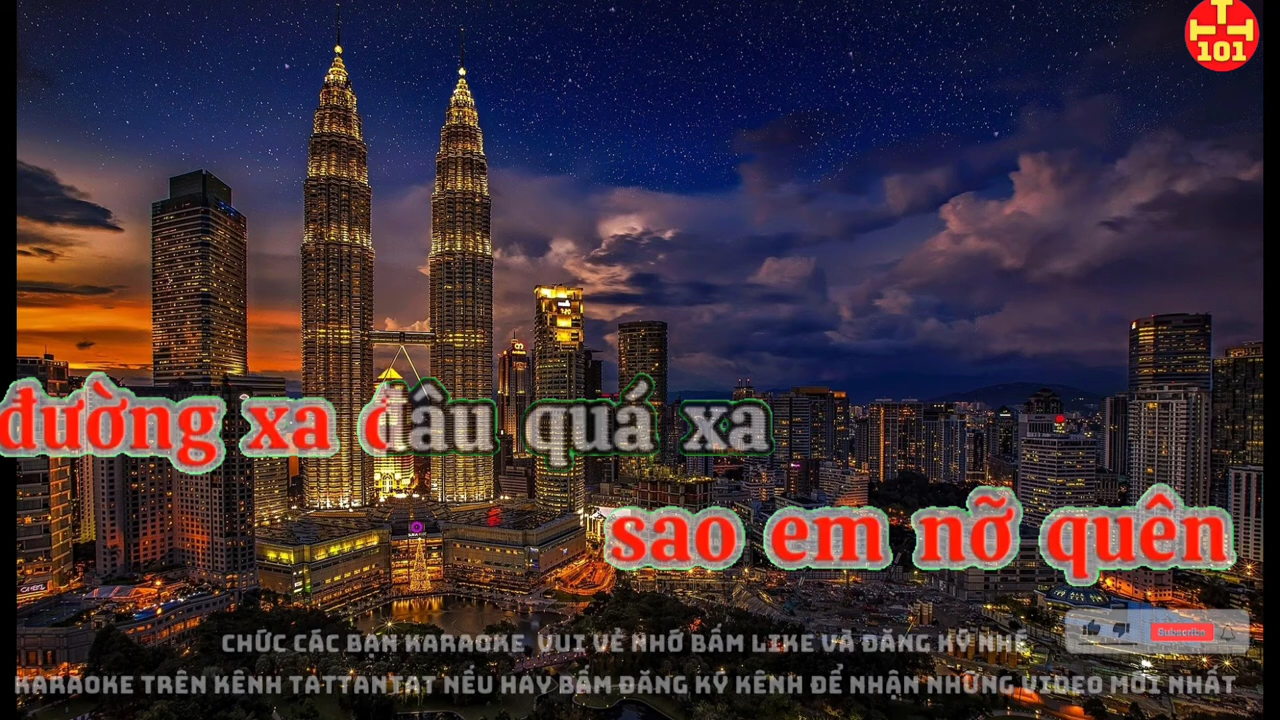 T
101
đường xa đâu quá xa
sao em nỡ quên
Subscribe
CHỨC CÁC BẠN KARAOKE VUI VẺ NHỚ BẤM LIKE VÀ ĐĂNG KÝ NHÉ
KARAOKE TRÊN KÊNH TATTANTAT NẾU HAY BẤM ĐĂNG KÝ KÊNH ĐỂ NHẬN NHỮNG VIDEO MỚI NHẤT